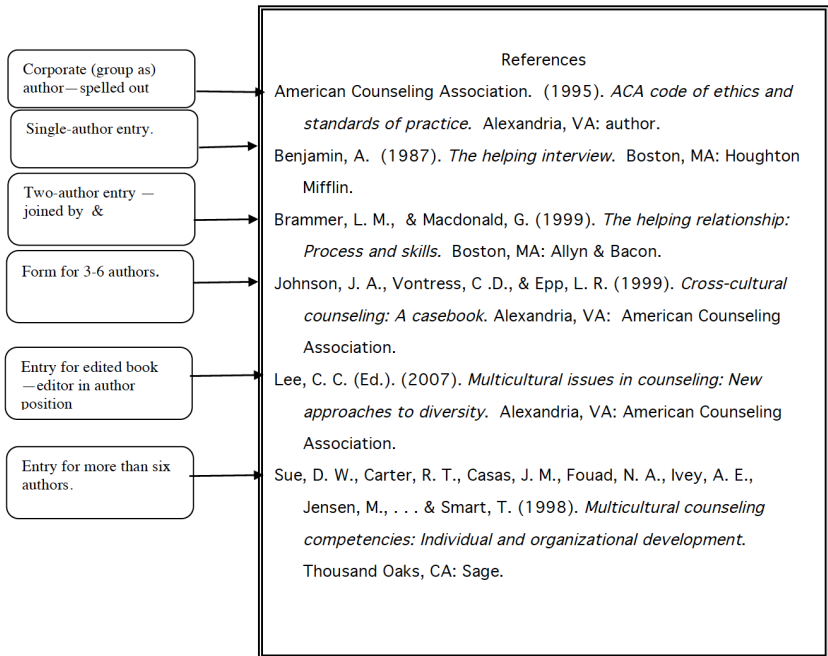 References
Corporate (group as)
author—spelled out
American Counseling Association.  (1995). ACA code of ethics and
standards of practice.  Alexandria, VA: author.
Single-author entry.
Benjamin, A.  (1987). The helping interview.  Boston, MA: Houghton
Mifflin.
Two-author entry —
joined by  &
Brammer, L. M.,  & Macdonald, G. (1999). The helping relationship:
Process and skills.  Boston, MA: Allyn & Bacon.
Form for 3-6 authors.
Johnson, J. A., Vontress, C .D., & Epp, L. R. (1999). Cross-cultural
counseling: A casebook. Alexandria, VA:  American Counseling
Association.
Entry for edited book
—editor in author
position
Lee, C. C. (Ed.). (2007). Multicultural issues in counseling: New
approaches to diversity.  Alexandria, VA: American Counseling
Association.
Entry for more than six
authors.
Sue, D. W., Carter, R. T., Casas, J. M., Fouad, N. A., Ivey, A. E.,
Jensen, M., . . . & Smart, T. (1998). Multicultural counseling
competencies: Individual and organizational development.
Thousand Oaks, CA: Sage.